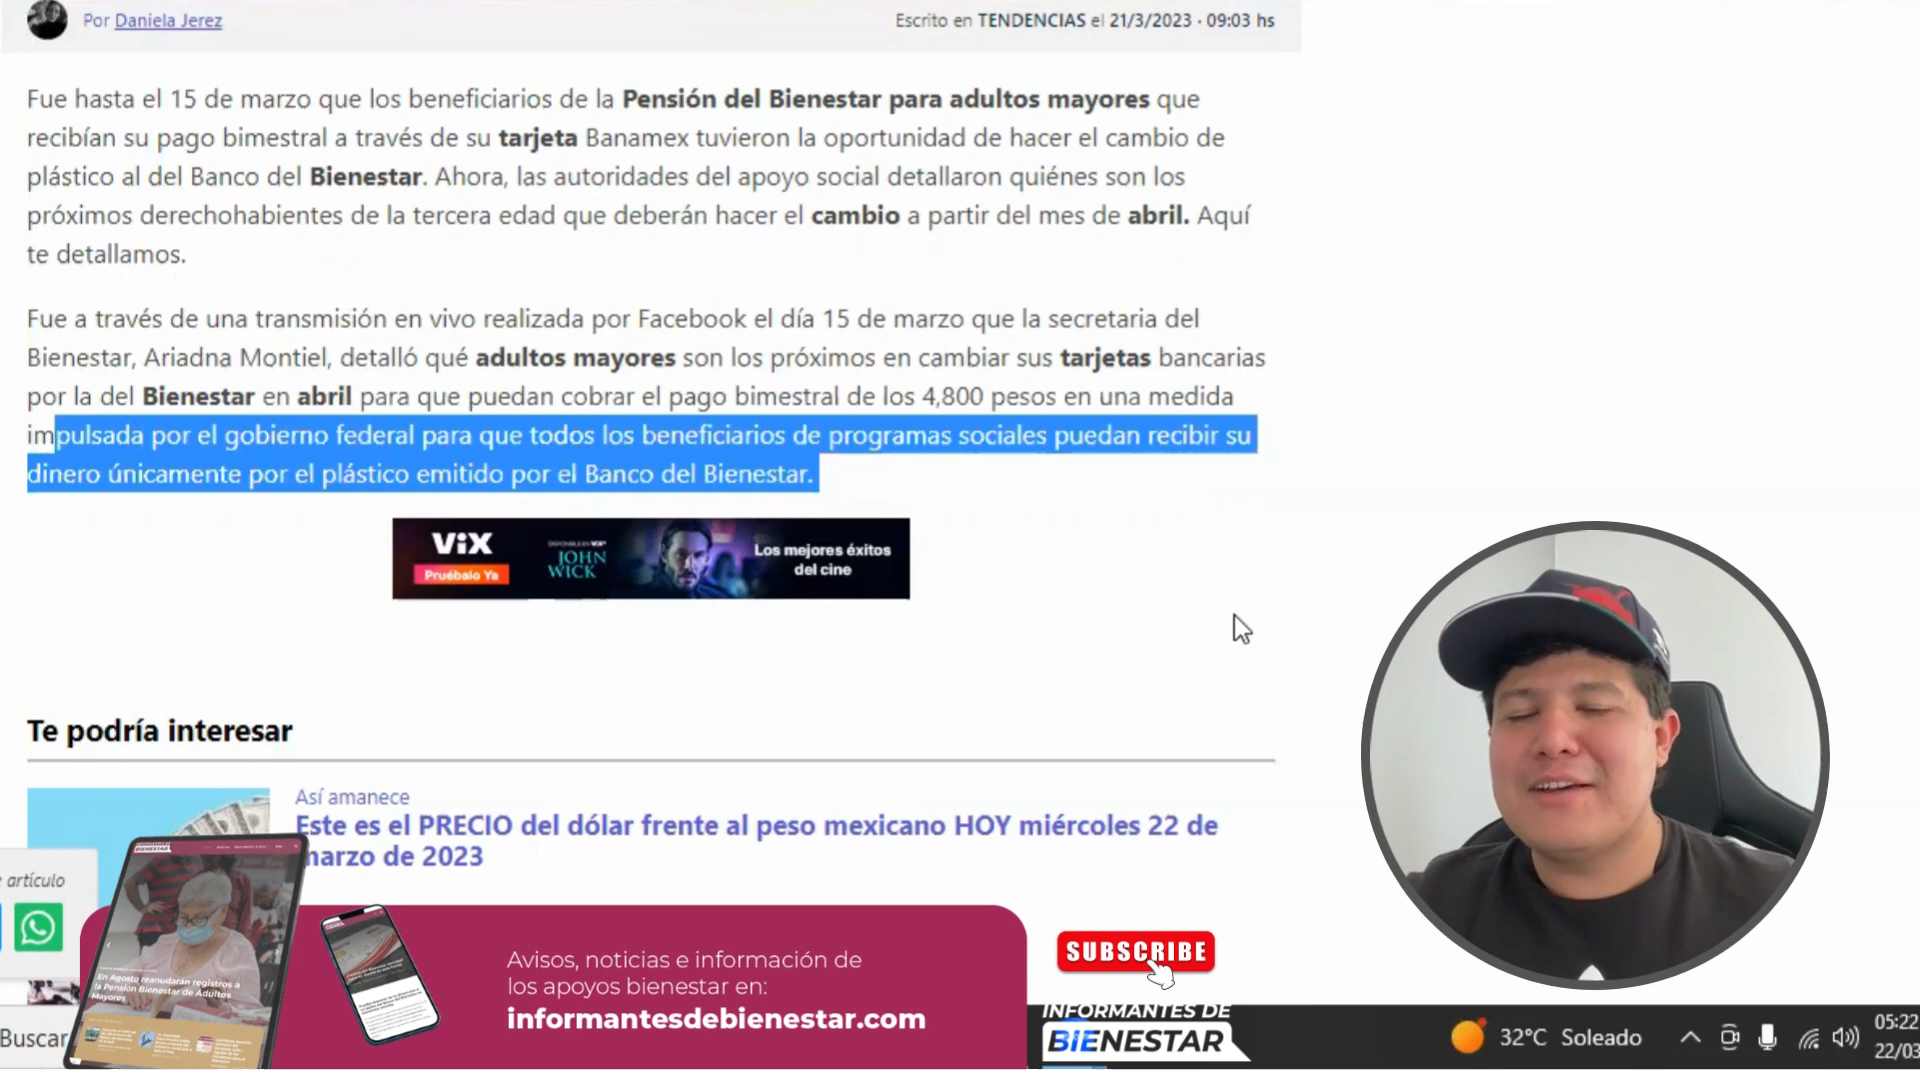 Por Daniela Jerez
Escrito en TENDENCIAS el 21/3/2023 · 09:03 hs
Fue hasta el 15 de marzo que los beneficiarios de la Pensión del Bienestar para adultos mayores que
recibían su pago bimestral a través de su tarjeta Banamex tuvieron la oportunidad de hacer el cambio de
plástico al del Banco del Bienestar. Ahora, las autoridades del apoyo social detallaron quiénes son los
próximos derechohabientes de la tercera edad que deberán hacer el cambio a partir del mes de abril. Aquí
te detallamos.
Fue a través de una transmisión en vivo realizada por Facebook el día 15 de marzo que la secretaria del
Bienestar, Ariadna Montiel, detalló qué adultos mayores son los próximos en cambiar sus tarjetas bancarias
por la del Bienestar en abril para que puedan cobrar el pago bimestral de los 4,800 pesos en una medida
impulsada por el gobierno federal para que todos los beneficiarios de programas sociales puedan recibir su
dinero únicamente por el plástico emitido por el Banco del Bienestar.
ViX
Pruébalo Ya
JOHN
WICK
Los mejores éxitos
del cine
Te podría interesar
Así amanece
Este es el PRECIO del dólar frente al peso mexicano HOY miércoles 22 de
marzo de 2023
artículo
En Agosto reanudarán registros a
la Pensión Bienestar de Adultos
Mayores
Avisos, noticias e información de
los apoyos bienestar en:
informantesdebienestar.com
SUBSCRIBE
INFORMANTES DE
BIENESTAR
Buscar
32°C Soleado
05:22
22/03